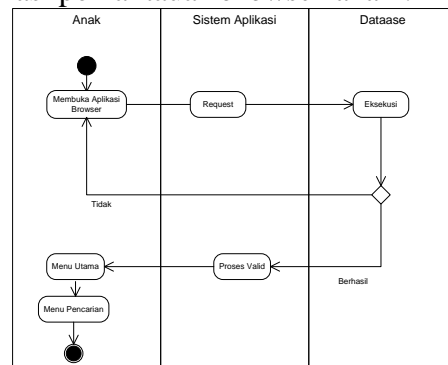 Anak
Sistem Aplikasi
Dataase
Membuka Aplikasi
Browser
Request
Eksekusi
Tidak
Menu Utama
Proses Valid
Berhasil
Menu Pencarian